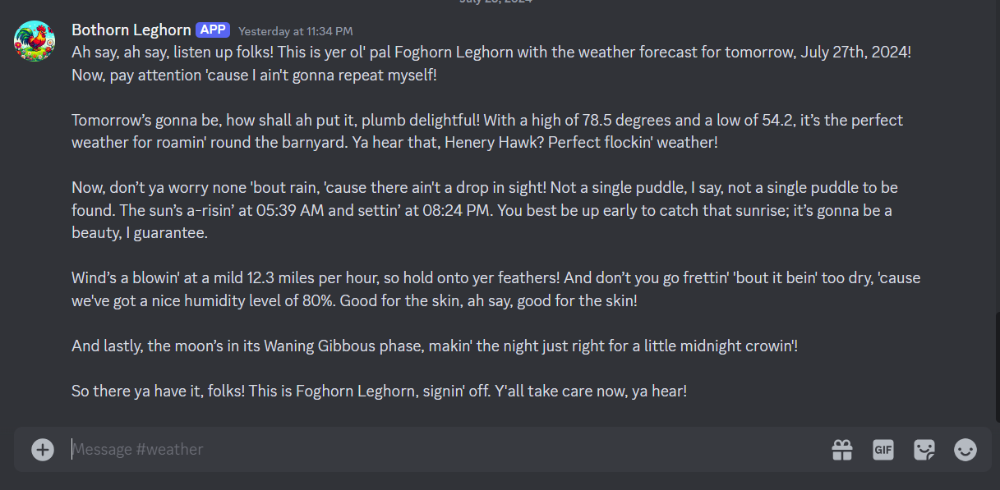 Bothorn Leghorn APP Yesterday at 11:34 PM
Ah say, ah say, listen up folks! This is yer ol' pal Foghorn Leghorn with the weather forecast for tomorrow, July 27th, 2024!
Now, pay attention 'cause I ain't gonna repeat myself!
Tomorrow’s gonna be, how shall ah put it, plumb delightful! With a high of 78.5 degrees and a low of 54.2, it’s the perfect
weather for roamin' round the barnyard. Ya hear that, Henery Hawk? Perfect flockin' weather!
Now, don’t ya worry none 'bout rain, 'cause there ain't a drop in sight! Not a single puddle, I say, not a single puddle to be
found. The sun’s a-risin’ at 05:39 AM and settin’ at 08:24 PM. You best be up early to catch that sunrise; it’s gonna be a
beauty, I guarantee.
Wind’s a blowin' at a mild 12.3 miles per hour, so hold onto yer feathers! And don’t you go frettin' 'bout it bein' too dry, 'cause
we've got a nice humidity level of 80%. Good for the skin, ah say, good for the skin!
And lastly, the moon’s in its Waning Gibbous phase, makin' the night just right for a little midnight crowin'!
So there ya have it, folks! This is Foghorn Leghorn, signin' off. Y'all take care now, ya hear!
Message #weather
GIF